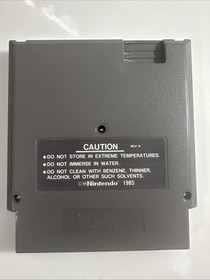 CAUTION
REV-A
•DO NOT STORE IN EXTREME TEMPERATURES.
•DO NOT IMMERSE IN WATER.
•DO NOT CLEAN WITH BENZENE, THINNER,
ALCOHOL OR OTHER SUCH SOLVENTS.
©®Nintendo 1985